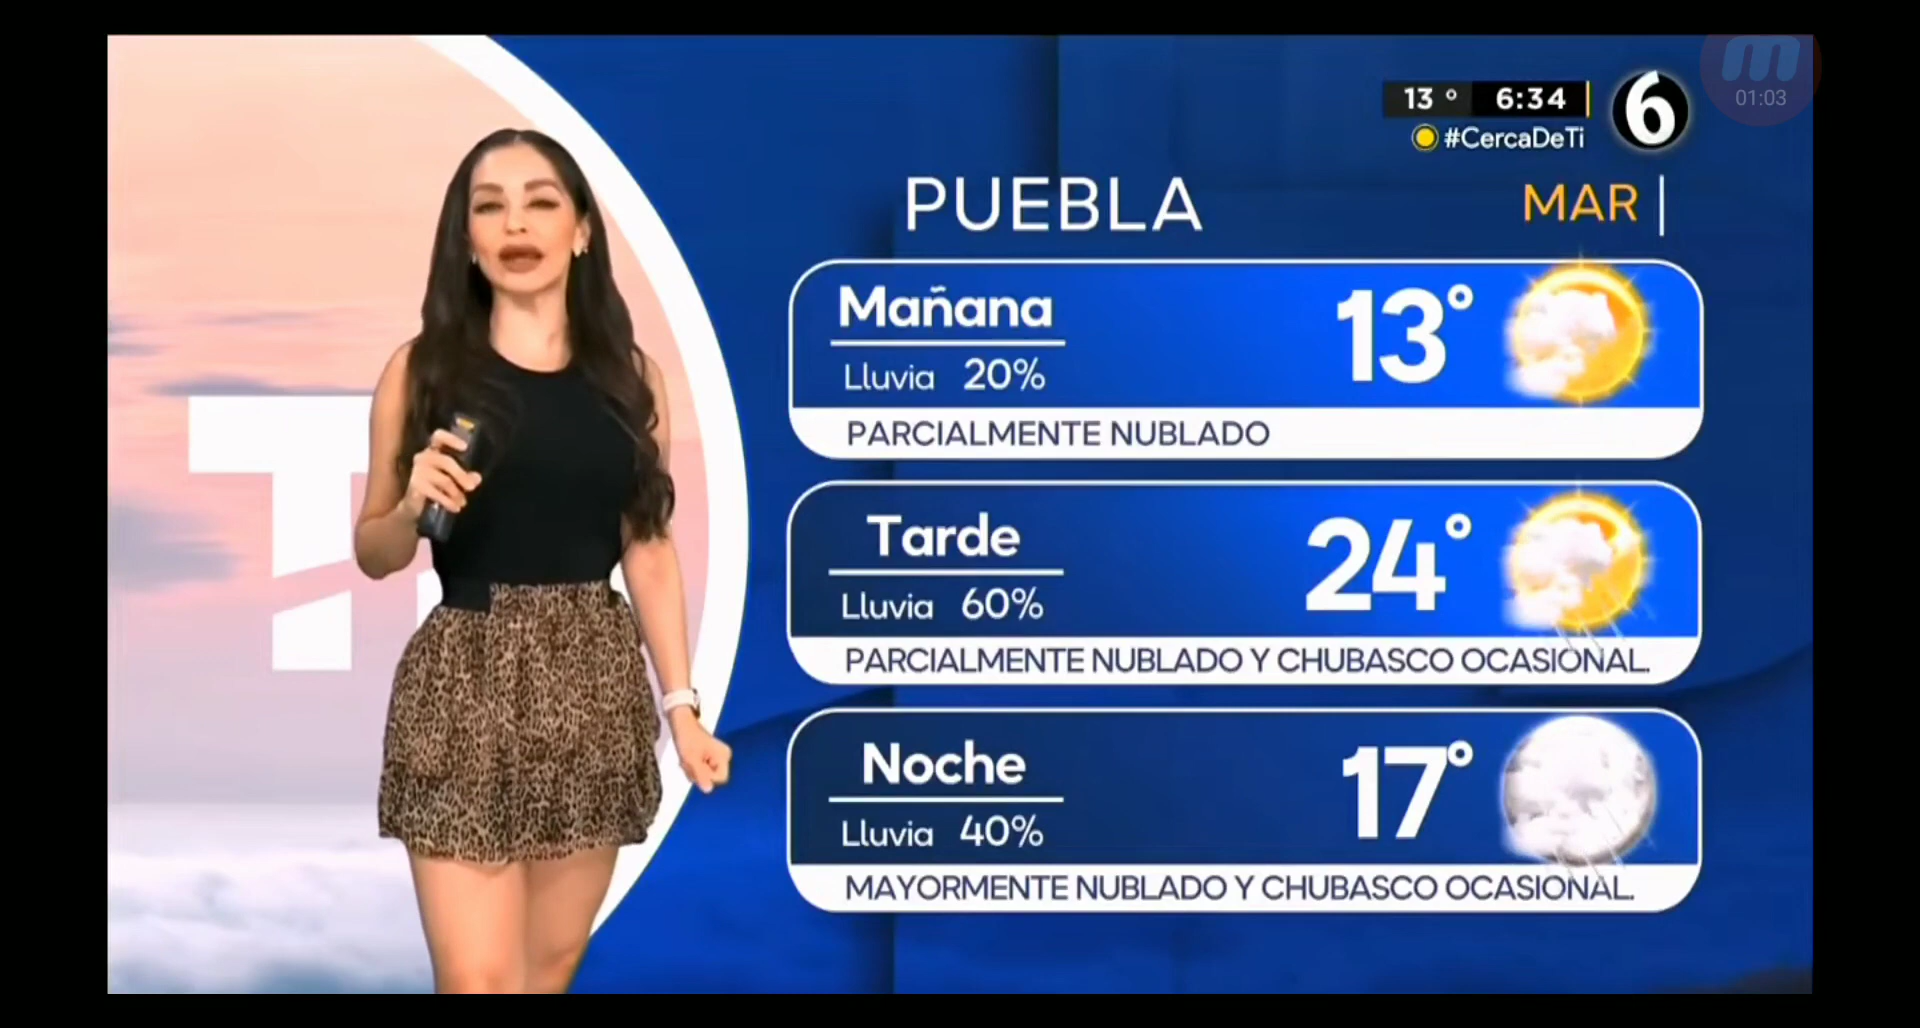 13 ° 6:34
6
#CercaDeTi
01:03
PUEBLA
MAR
Mañana
13°
Lluvia 20%
PARCIALMENTE NUBLADO
Tarde
24°
Lluvia 60%
PARCIALMENTE NUBLADO Y CHUBASCO OCASIONAL.
Noche
17°
Lluvia 40%
MAYORMENTE NUBLADO Y CHUBASCO OCASIONAL.